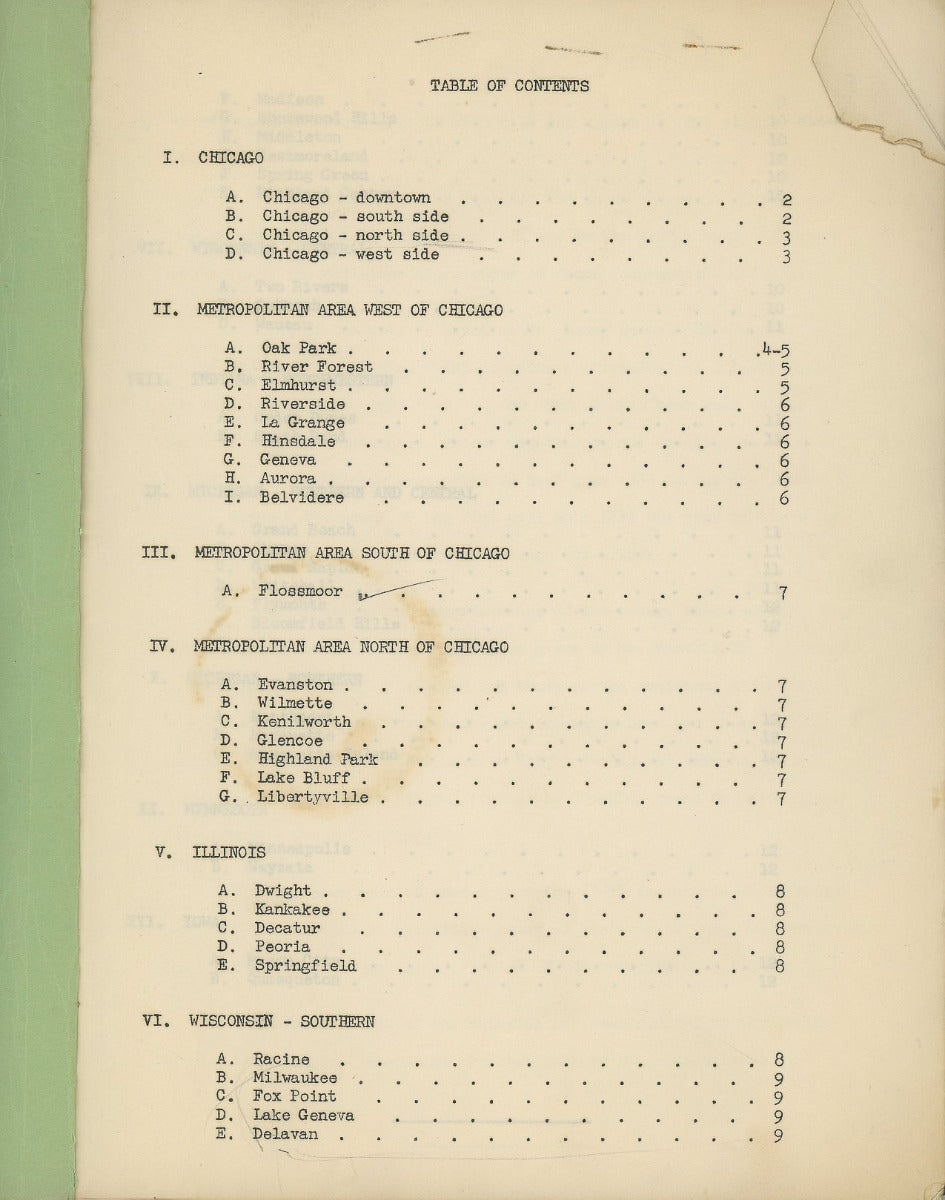 TABLE OF CONTENTS
I. CHICAGO
A. Chicago - downtown . . . . . . . . . 2
B. Chicago - south side . . . . . . . . 2
C. Chicago - north side . . . . . . . . . 3
D. Chicago - west side . . . . . . . . 3
II. METROPOLITAN AREA WEST OF CHICAGO
A. Oak Park . . . . . . . . . . . .4-5
B. River Forest . . . . . . . . . . 5
C. Elmhurst . . . . . . . . . . . . 5
D. Riverside . . . . . . . . . . . 6
E. La Grange . . . . . . . . . . . 6
F. Hinsdale . . . . . . . . . . . 6
G. Geneva . . . . . . . . . . . . 6
H. Aurora . . . . . . . . . . . . 6
I. Belvidere . . . . . . . . . . 6
III. METROPOLITAN AREA SOUTH OF CHICAGO
A. Flossmoor . . . . . . . . . . . 7
IV. METROPOLITAN AREA NORTH OF CHICAGO
A. Evanston . . . . . . . . . . . . 7
B. Wilmette . . . . . . . . . . . 7
C. Kenilworth . . . . . . . . . . . 7
D. Glencoe . . . . . . . . . . . 7
E. Highland Park . . . . . . . . . . 7
F. Lake Bluff . . . . . . . . . . . 7
G. Libertyville . . . . . . . . . . . 7
V. ILLINOIS
A. Dwight . . . . . . . . . . . . 8
B. Kankakee . . . . . . . . . . . . 8
C. Decatur . . . . . . . . . . . 8
D. Peoria . . . . . . . . . . . . 8
E. Springfield . . . . . . . . . . 8
VI. WISCONSIN - SOUTHERN
A. Racine . . . . . . . . . . . . 8
B. Milwaukee . . . . . . . . . . . 9
C. Fox Point . . . . . . . . . . . 9
D. Lake Geneva . . . . . . . . . . 9
E. Delavan . . . . . . . . . . . . 9